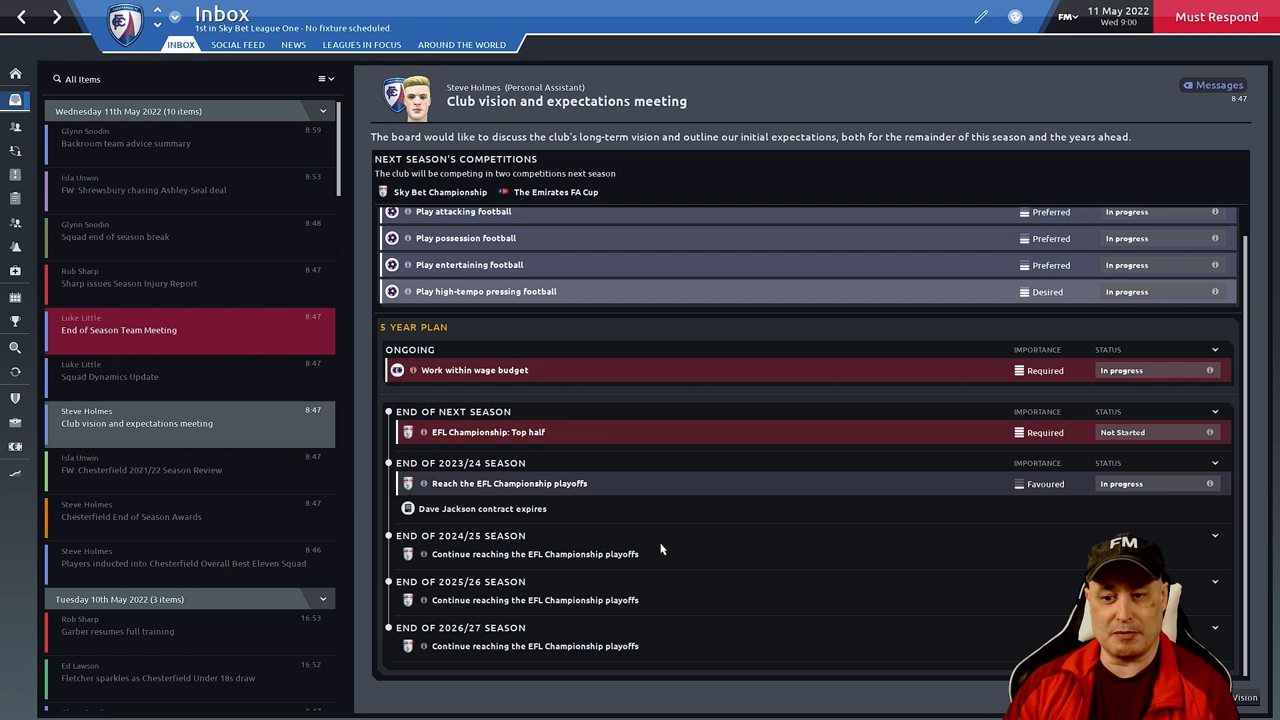 Inbox
1st in Sky Bet League One - No fixture scheduled.
FM
11 May 2022
Wed 9:00
Must Respond
INBOX SOCIAL FEED NEWS LEAGUES IN FOCUS AROUND THE WORLD
All Items
Wednesday 11th May 2022 (10 items)
Glynn Snodin 8:59
Backroom team advice summary
Isla Unwin 8:53
FW: Shrewsbury chasing Ashley-Seal deal
Glynn Snodin 8:48
Squad end of season break
Rob Sharp 8:47
Sharp issues Season Injury Report
Luke Little 8:47
End of Season Team Meeting
Luke Little 8:47
Squad Dynamics Update
Steve Holmes 8:47
Club vision and expectations meeting
Isla Unwin 8:47
FW: Chesterfield 2021/22 Season Review
Steve Holmes 8:47
Chesterfield End of Season Awards
Steve Holmes 8:46
Players inducted into Chesterfield Overall Best Eleven Squad
Tuesday 10th May 2022 (3 items)
Rob Sharp 16:53
Garber resumes full training
Ed Lawson 16:52
Fletcher sparkles as Chesterfield Under 18s draw
Steve Holmes (Personal Assistant)
Club vision and expectations meeting
Messages
8:47
The board would like to discuss the club's long-term vision and outline our initial expectations, both for the remainder of this season and the years ahead.
NEXT SEASON'S COMPETITIONS
The club will be competing in two competitions next season
Sky Bet Championship The Emirates FA Cup
Play attacking football Preferred In progress
Play possession football Preferred In progress
Play entertaining football Preferred In progress
Play high-tempo pressing football Desired In progress
5 YEAR PLAN
ONGOING IMPORTANCE STATUS
Work within wage budget Required In progress
END OF NEXT SEASON IMPORTANCE STATUS
EFL Championship: Top half Required Not Started
END OF 2023/24 SEASON IMPORTANCE STATUS
Reach the EFL Championship playoffs Favoured In progress
Dave Jackson contract expires
END OF 2024/25 SEASON
Continue reaching the EFL Championship playoffs
END OF 2025/26 SEASON
Continue reaching the EFL Championship playoffs
END OF 2026/27 SEASON
Continue reaching the EFL Championship playoffs
Vision
FM